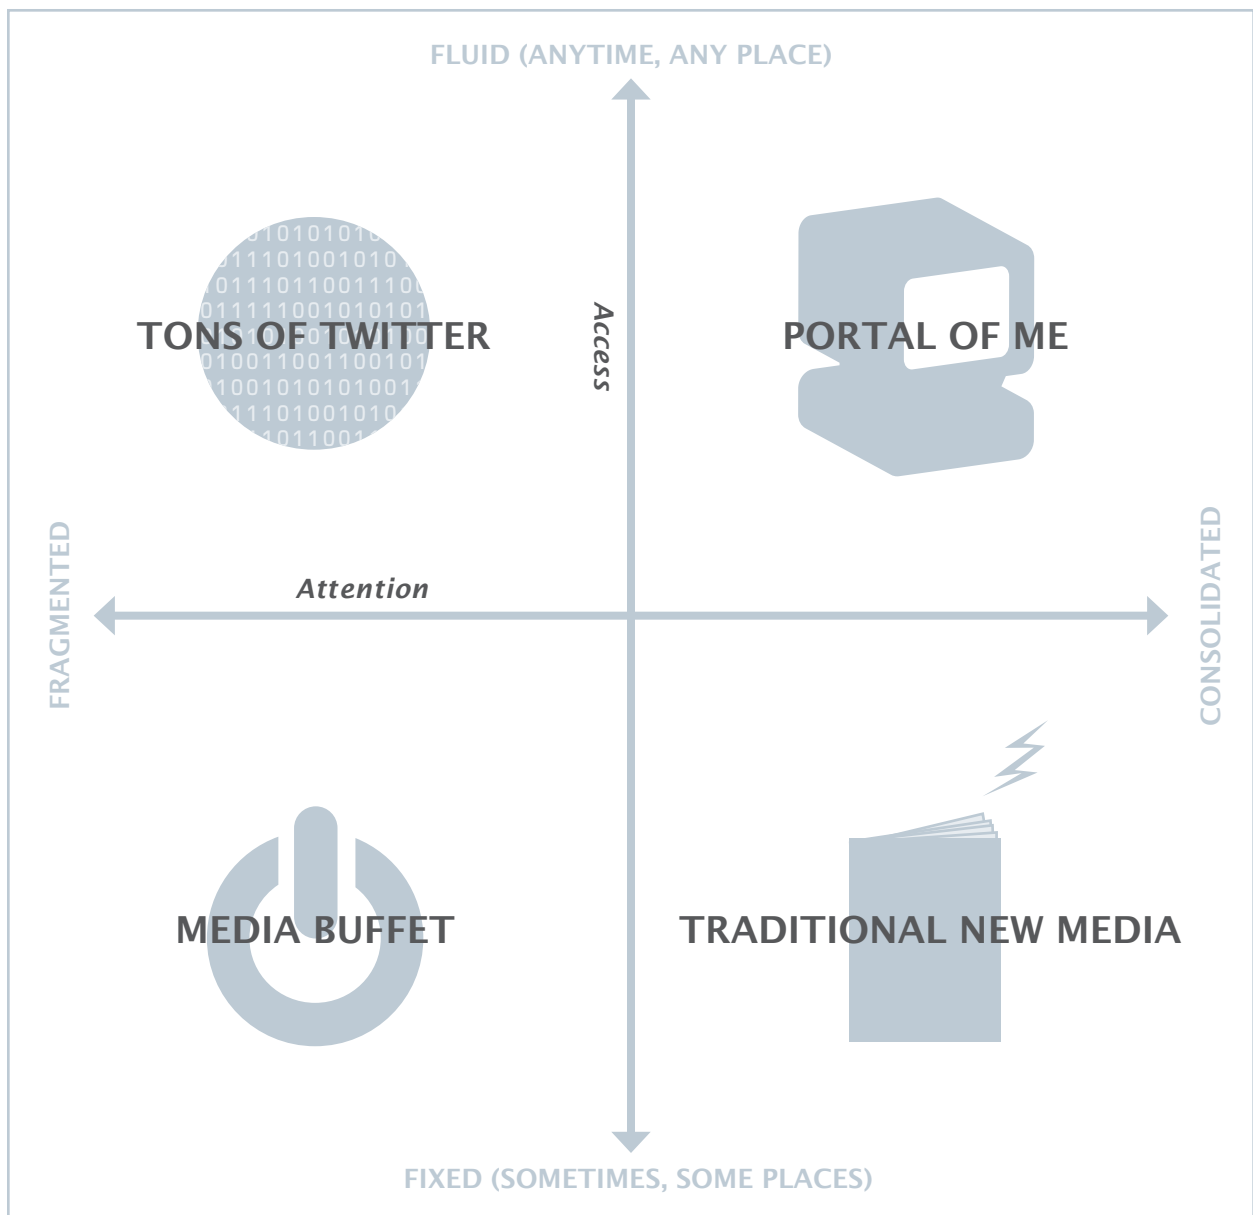 FLUID (ANYTIME, ANY PLACE)
TONS OF TWITTER
Access
PORTAL OF ME
FRAGMENTED
Attention
CONSOLIDATED
MEDIA BUFFET
TRADITIONAL NEW MEDIA
FIXED (SOMETIMES, SOME PLACES)